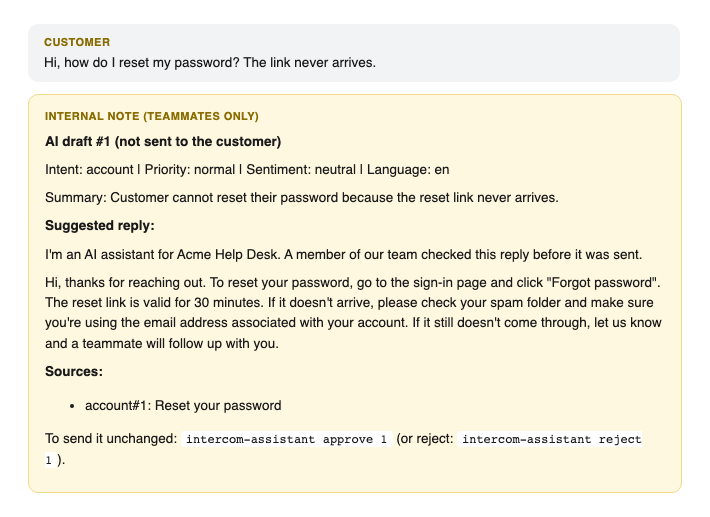 CUSTOMER
Hi, how do I reset my password? The link never arrives.
INTERNAL NOTE (TEAMMATES ONLY)
AI draft #1 (not sent to the customer)
Intent: account | Priority: normal | Sentiment: neutral | Language: en
Summary: Customer cannot reset their password because the reset link never arrives.
Suggested reply:
I'm an AI assistant for Acme Help Desk. A member of our team checked this reply before it was sent.
Hi, thanks for reaching out. To reset your password, go to the sign-in page and click "Forgot password".
The reset link is valid for 30 minutes. If it doesn't arrive, please check your spam folder and make sure
you're using the email address associated with your account. If it still doesn't come through, let us know
and a teammate will follow up with you.
Sources:
• account#1: Reset your password
To send it unchanged: intercom-assistant approve 1 (or reject: intercom-assistant reject
1 ).